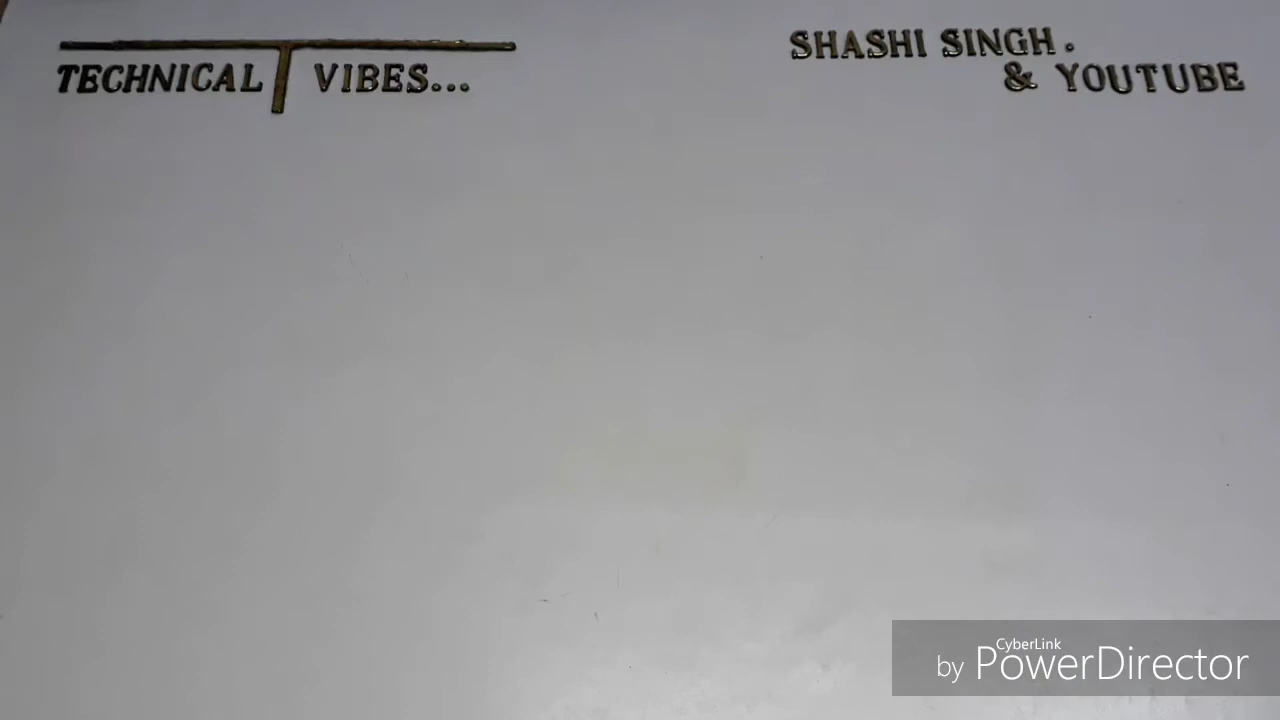 TECHNICAL VIBES...
SHASHI SINGH.
& YOUTUBE
CyberLink
by PowerDirector